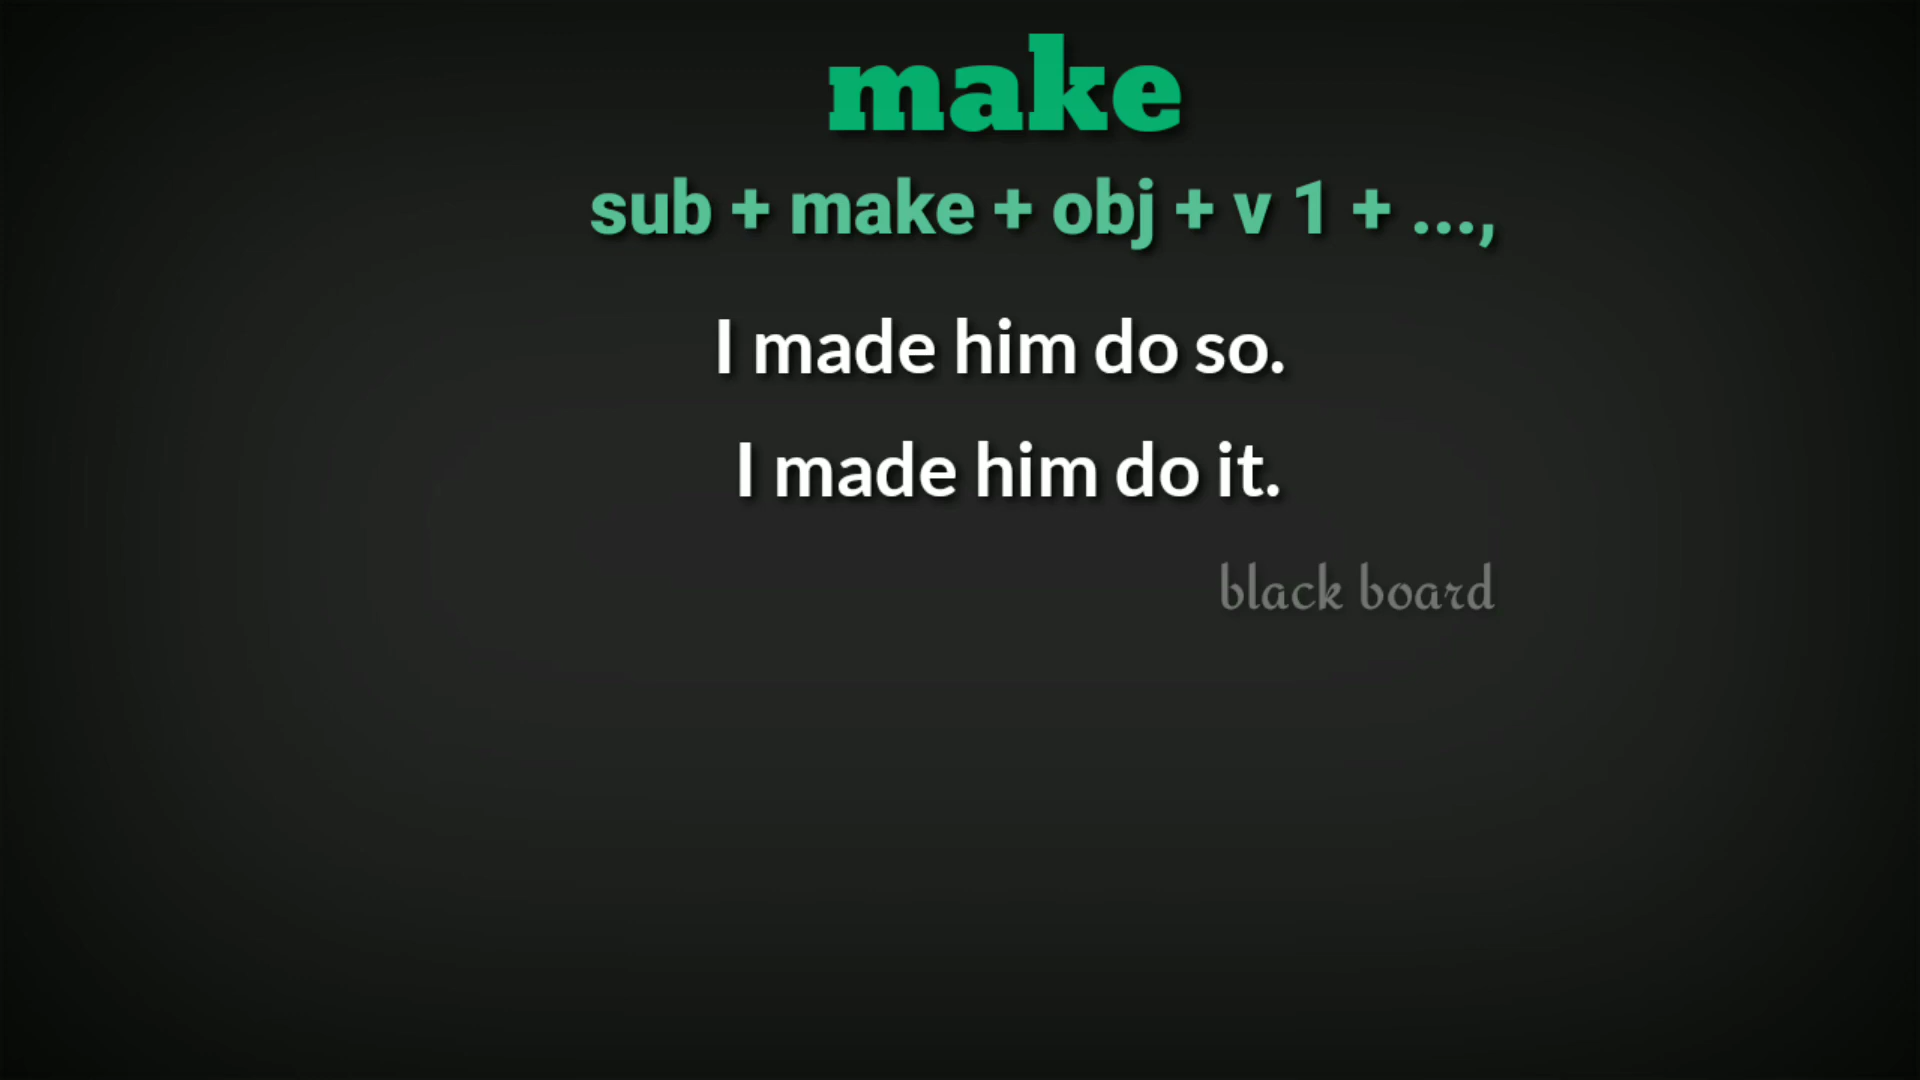 make
sub + make + obj + v 1 + ...,
I made him do so.
I made him do it.
black board